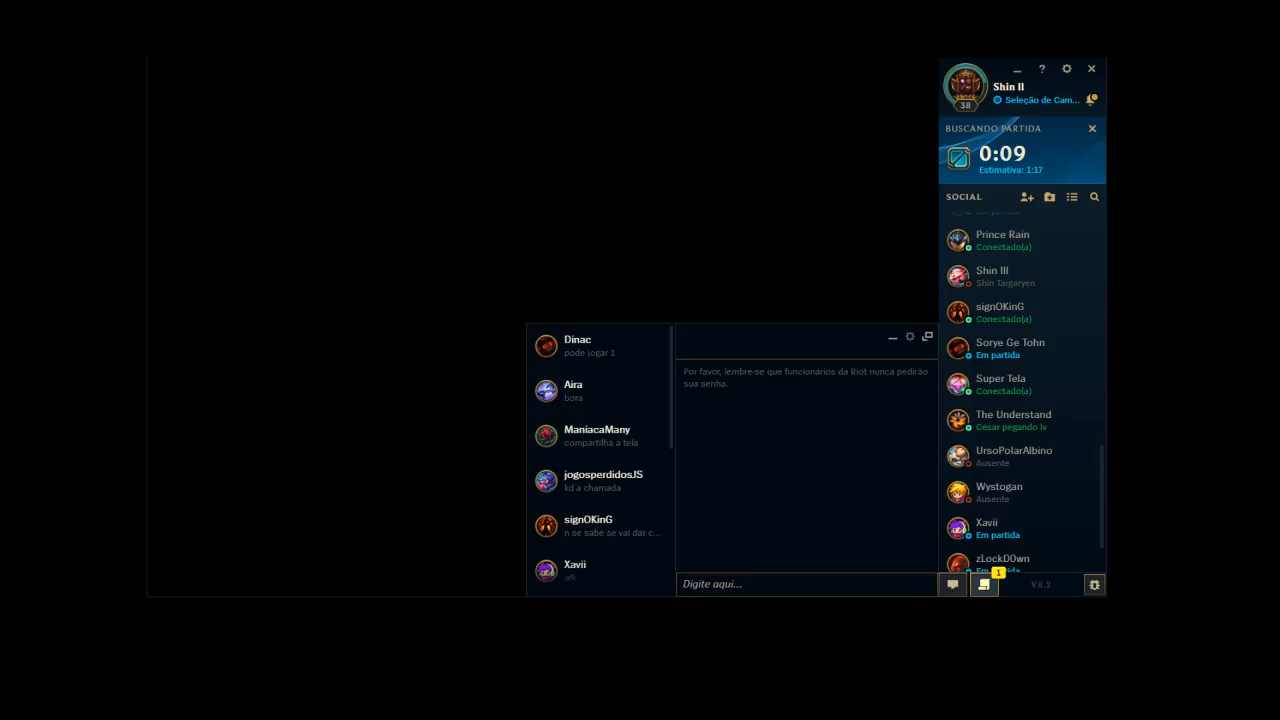 Shin II
38
Seleção de Cam...
BUSCANDO PARTIDA
0:09
Estimativa: 1:17
SOCIAL
Prince Rain
Conectado(a)
Shin III
Shin Targaryen
signOKinG
Conectado(a)
Sorye Ge Tohn
Em partida
Super Tela
Conectado(a)
The Understand
César pegando lv
UrsoPolarAlbino
Ausente
Wystogan
Ausente
Xavii
Em partida
zLockD0wn
Em partida
1
V8.2
Dinac
pode jogar 1
Aira
bora
ManiacaMany
compartilha a tela
jogosperdidosJS
kd a chamada
signOKinG
n se sabe se vai dar c...
Xavii
afk
Por favor, lembre-se que funcionários da Riot nunca pedirão
sua senha.
Digite aqui...